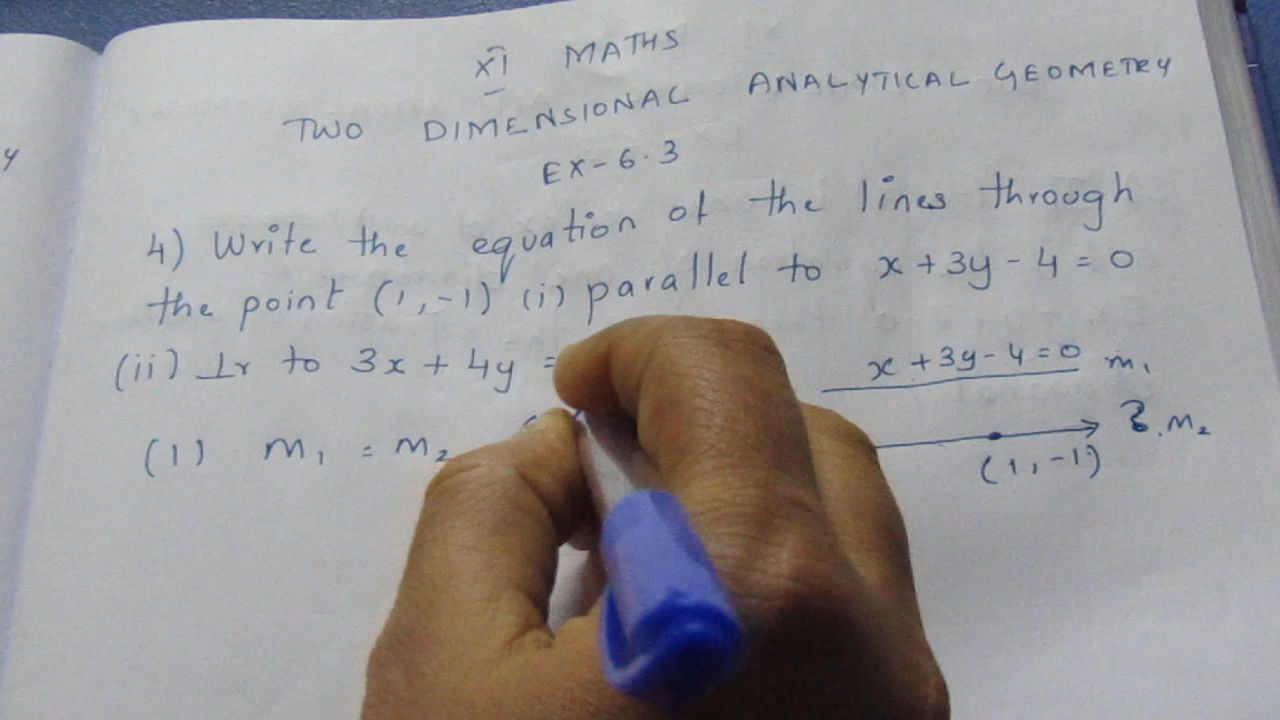 XI MATHS
TWO DIMENSIONAL ANALYTICAL GEOMETRY
EX-6.3
4) Write the equation of the lines through
the point (1,-1) (i) parallel to x+3y-4=0
(ii) ⊥r to 3x+4y=
x+3y-4=0 m₁
(1) m₁ = m₂
m₂
(1,-1)
y